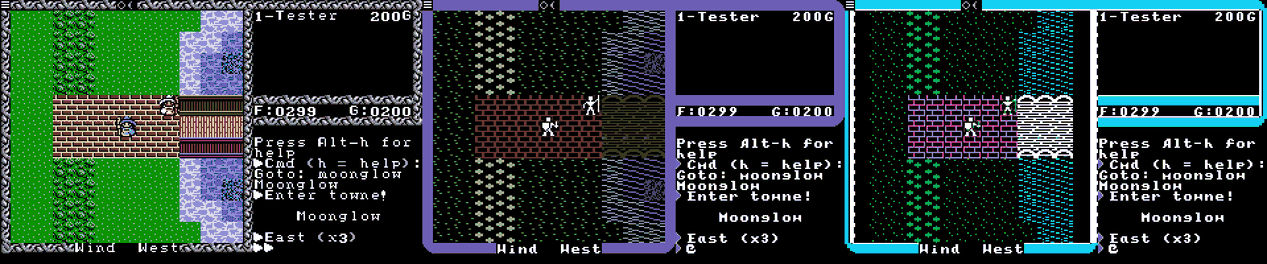 1-Tester 200G
F:0299 G:0200
Press Alt-h for
help
Cmd (h = help):
Goto: moonglow
Moonglow
Enter towne!
Moonglow
East (x3)
Wind West
1-Tester 200G
F:0299 G:0200
Press Alt-h for
help
Cmd (h = help):
Goto: moonglow
Moonglow
Enter towne!
Moonglow
East (x3)
Wind West
1-Tester 200G
F:0299 G:0200
Press Alt-h for
help
Cmd (h = help):
Goto: moonglow
Moonglow
Enter towne!
Moonglow
East (x3)
Wind West